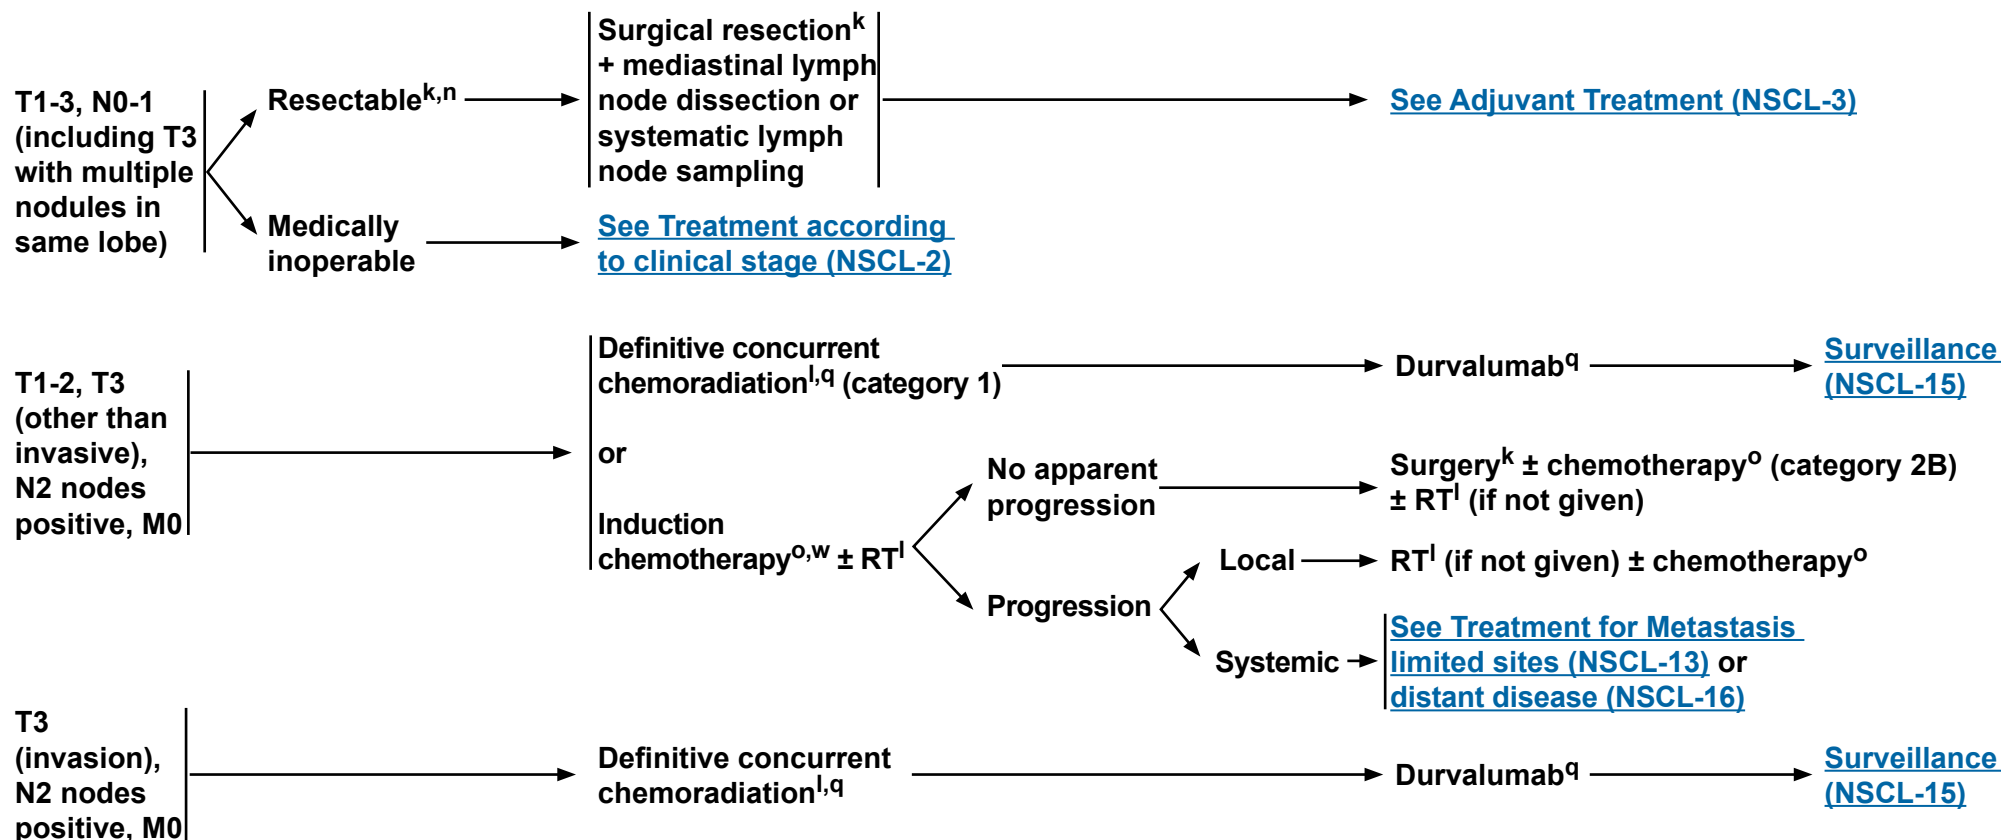 T1-3, N0-1
(including T3
with multiple
nodules in
same lobe)
Resectablek,n
Surgical resectionk
+ mediastinal lymph
node dissection or
systematic lymph
node sampling
See Adjuvant Treatment (NSCL-3)
Medically
inoperable
See Treatment according
to clinical stage (NSCL-2)
T1-2, T3
(other than
invasive),
N2 nodes
positive, M0
Definitive concurrent
chemoradiationl,q (category 1)
Durvalumabq
Surveillance
(NSCL-15)
or
Induction
chemotherapyo,w ± RTl
No apparent
progression
Surgeryk ± chemotherapyo (category 2B)
± RTl (if not given)
Progression
Local
RTl (if not given) ± chemotherapyo
Systemic
See Treatment for Metastasis
limited sites (NSCL-13) or
distant disease (NSCL-16)
T3
(invasion),
N2 nodes
positive, M0
Definitive concurrent
chemoradiationl,q
Durvalumabq
Surveillance
(NSCL-15)